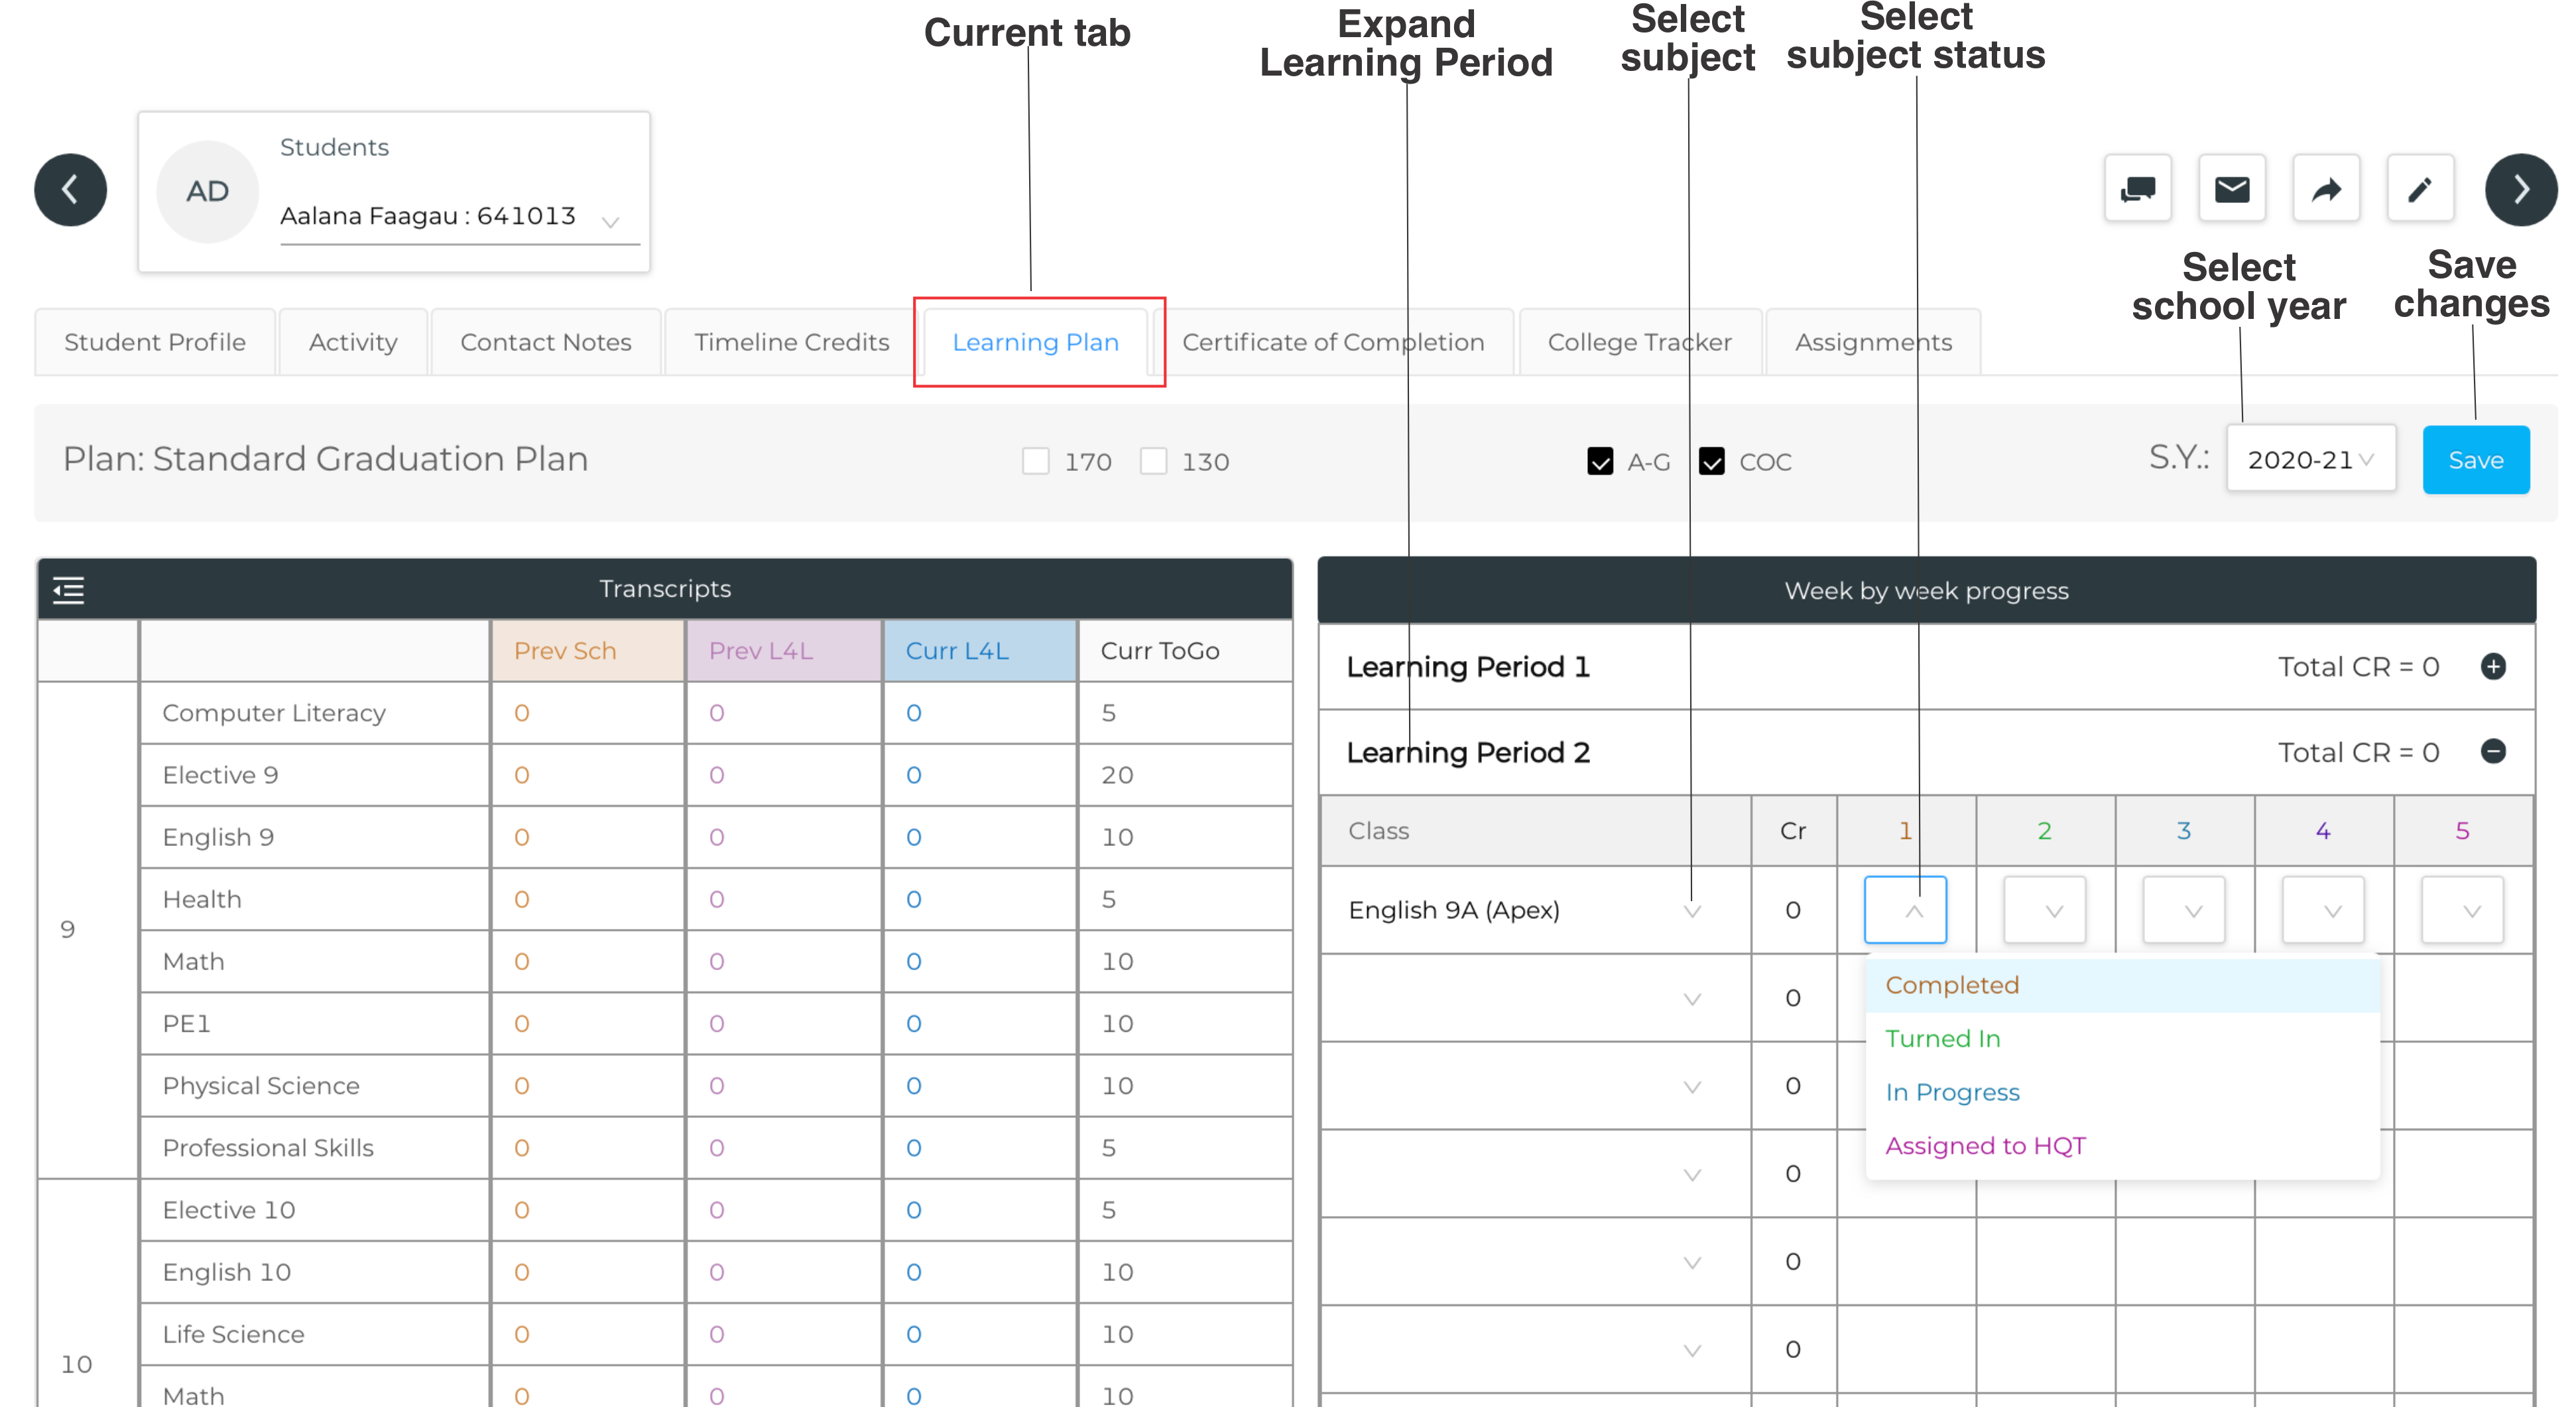 Current tab
Expand
Learning Period
Select
subject
Select
subject status
AD
Students
Aalana Faagau : 641013
Select
school year
Save
changes
Student Profile
Activity
Contact Notes
Timeline Credits
Learning Plan
Certificate of Completion
College Tracker
Assignments
Plan: Standard Graduation Plan
170
130
A-G
COC
S.Y.:
2020-21
Save
Transcripts
Prev Sch Prev L4L Curr L4L Curr ToGo
9
Computer Literacy 0 0 0 5
Elective 9 0 0 0 20
English 9 0 0 0 10
Health 0 0 0 5
Math 0 0 0 10
PE1 0 0 0 10
Physical Science 0 0 0 10
Professional Skills 0 0 0 5
10
Elective 10 0 0 0 5
English 10 0 0 0 10
Life Science 0 0 0 10
Math 0 0 0 10
Week by week progress
Learning Period 1 Total CR = 0
Learning Period 2 Total CR = 0
Class Cr 1 2 3 4 5
English 9A (Apex) 0
0
0
0
0
0
Completed
Turned In
In Progress
Assigned to HQT